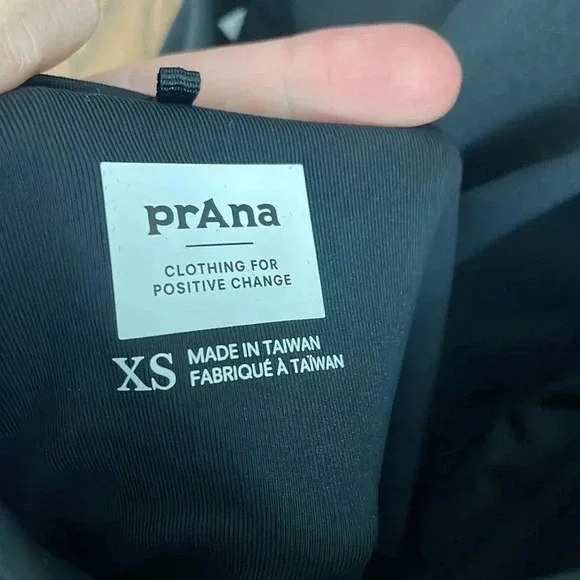 prAna
CLOTHING FOR
POSITIVE CHANGE
XS MADE IN TAIWAN
FABRIQUÉ À TAÏWAN